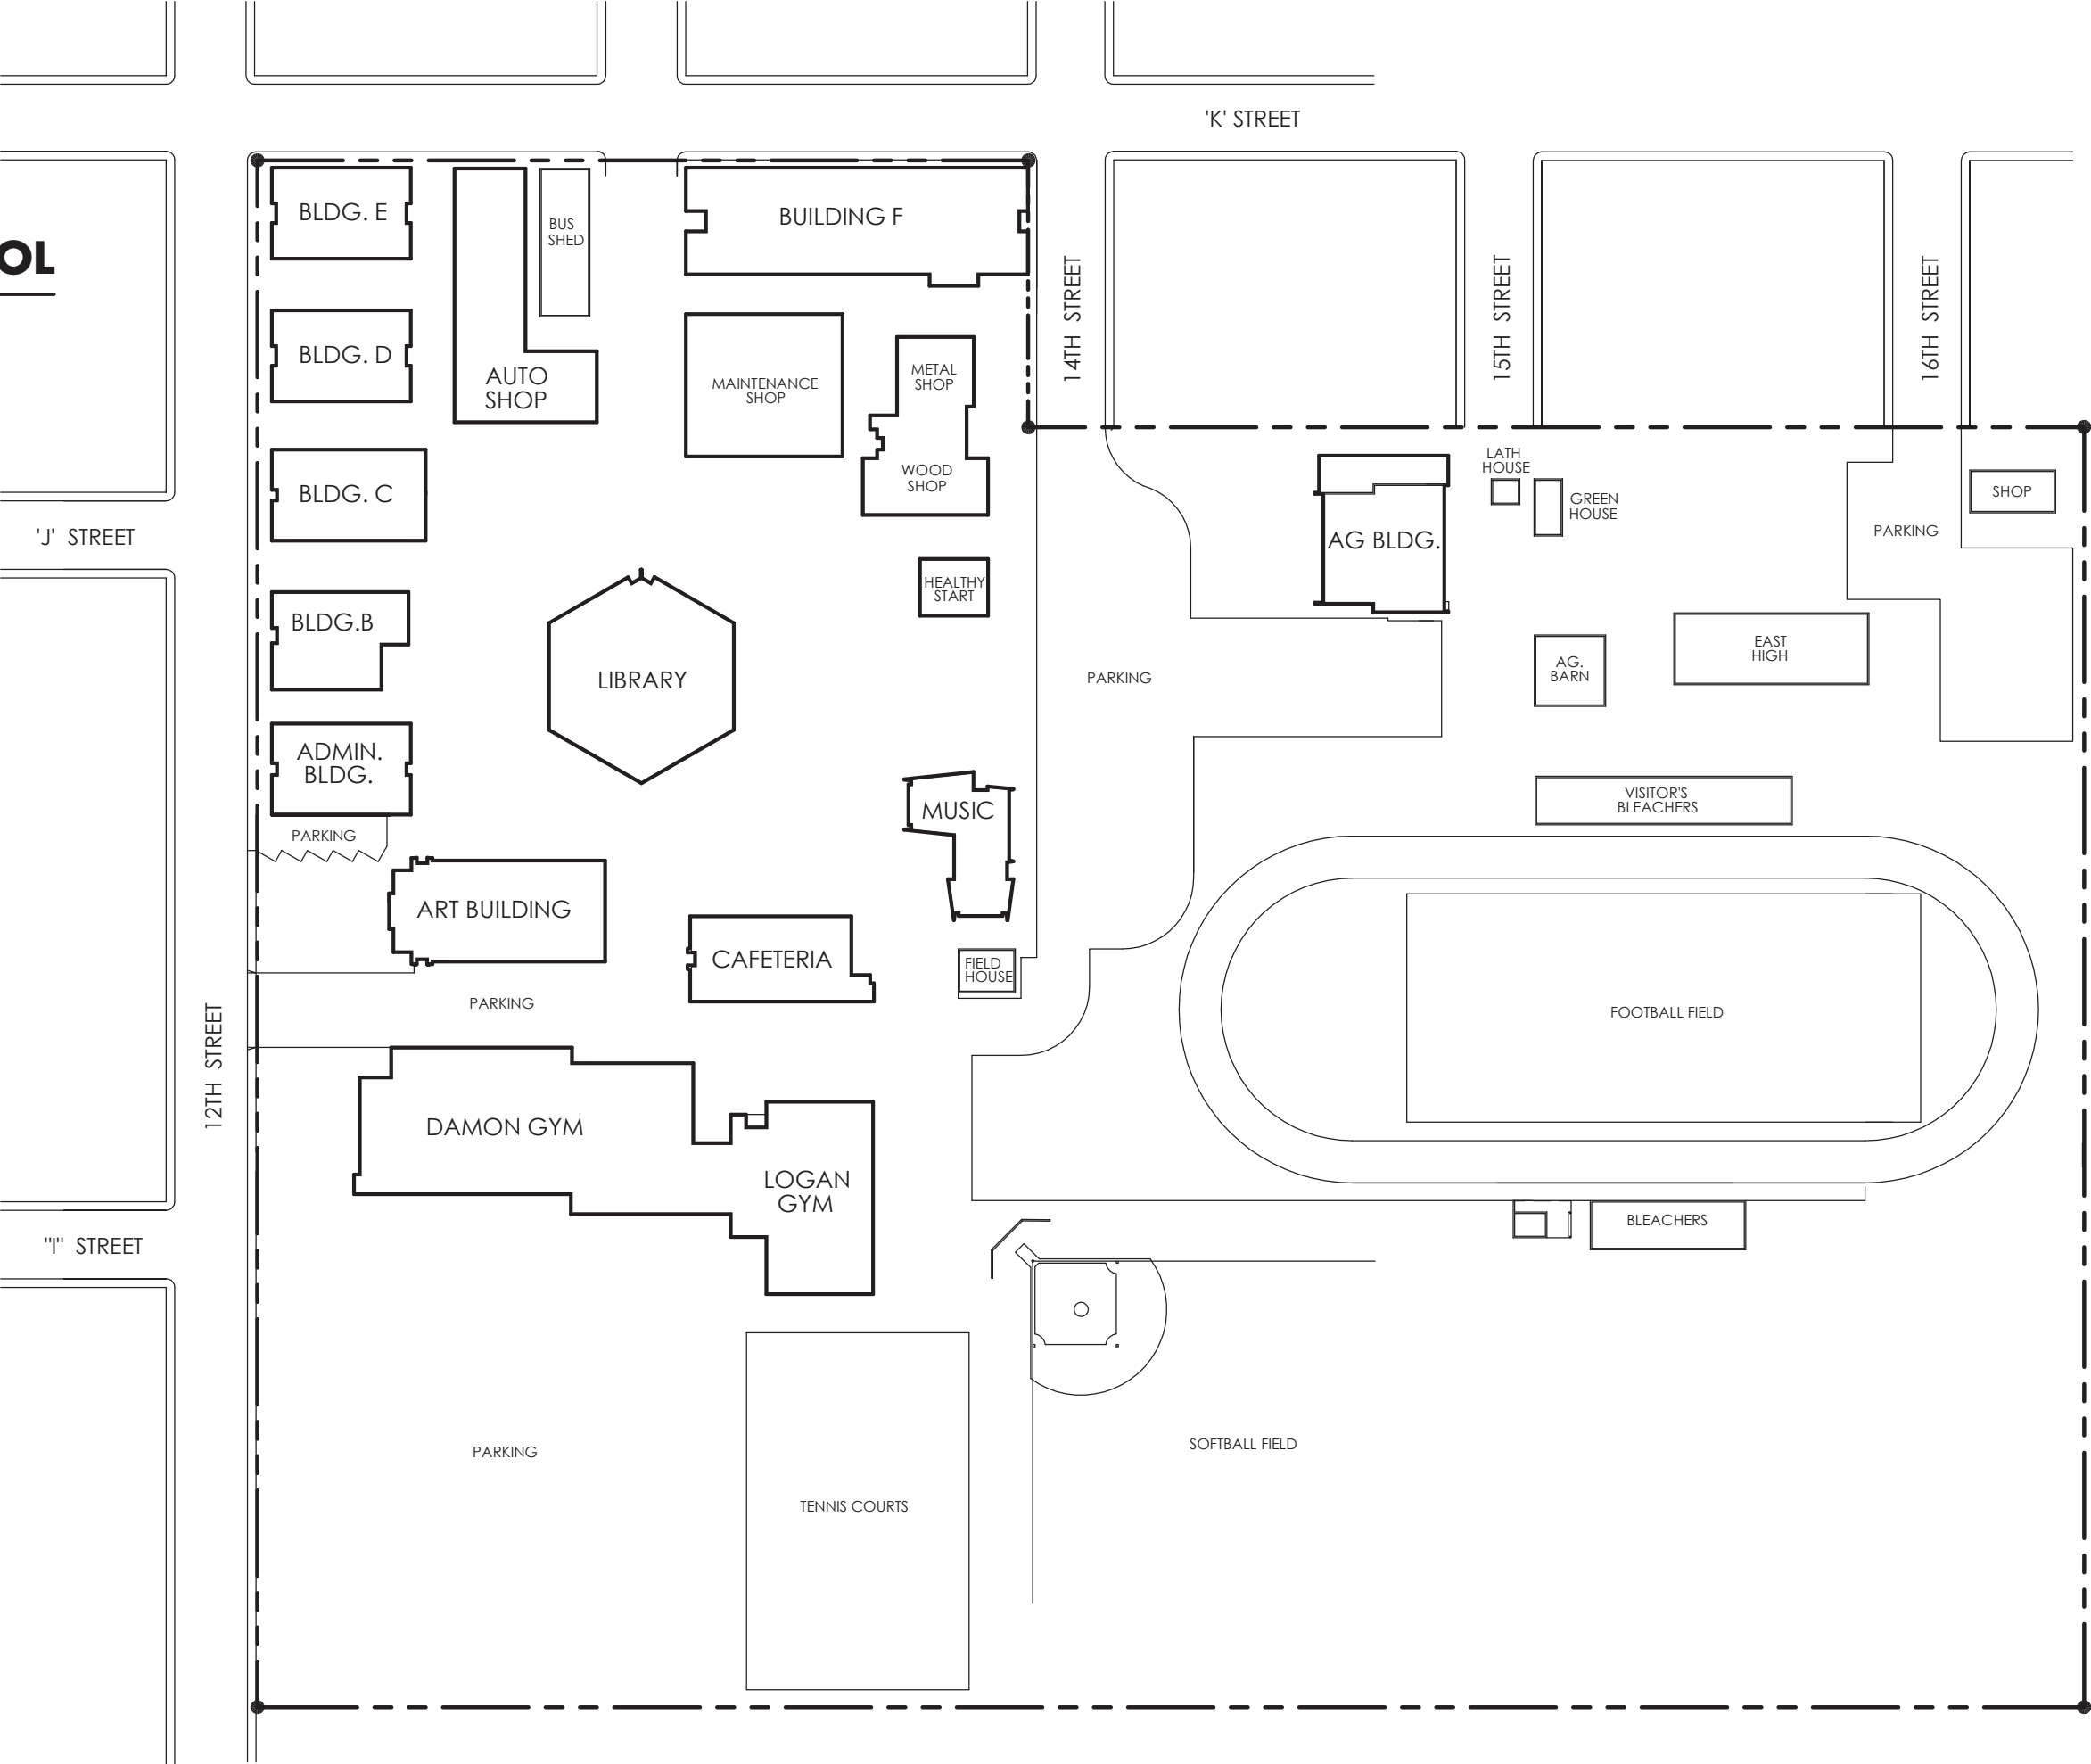 'K' STREET
BLDG. E
BUS
SHED
BUILDING F
OL
14TH STREET
15TH STREET
16TH STREET
BLDG. D
AUTO
SHOP
MAINTENANCE
SHOP
METAL
SHOP
WOOD
SHOP
LATH
HOUSE
GREEN
HOUSE
SHOP
BLDG. C
'J' STREET
AG BLDG.
PARKING
HEALTHY
START
BLDG.B
LIBRARY
PARKING
AG.
BARN
EAST
HIGH
ADMIN.
BLDG.
PARKING
MUSIC
VISITOR'S
BLEACHERS
ART BUILDING
CAFETERIA
FIELD
HOUSE
PARKING
FOOTBALL FIELD
12TH STREET
DAMON GYM
LOGAN
GYM
BLEACHERS
"I" STREET
PARKING
SOFTBALL FIELD
TENNIS COURTS